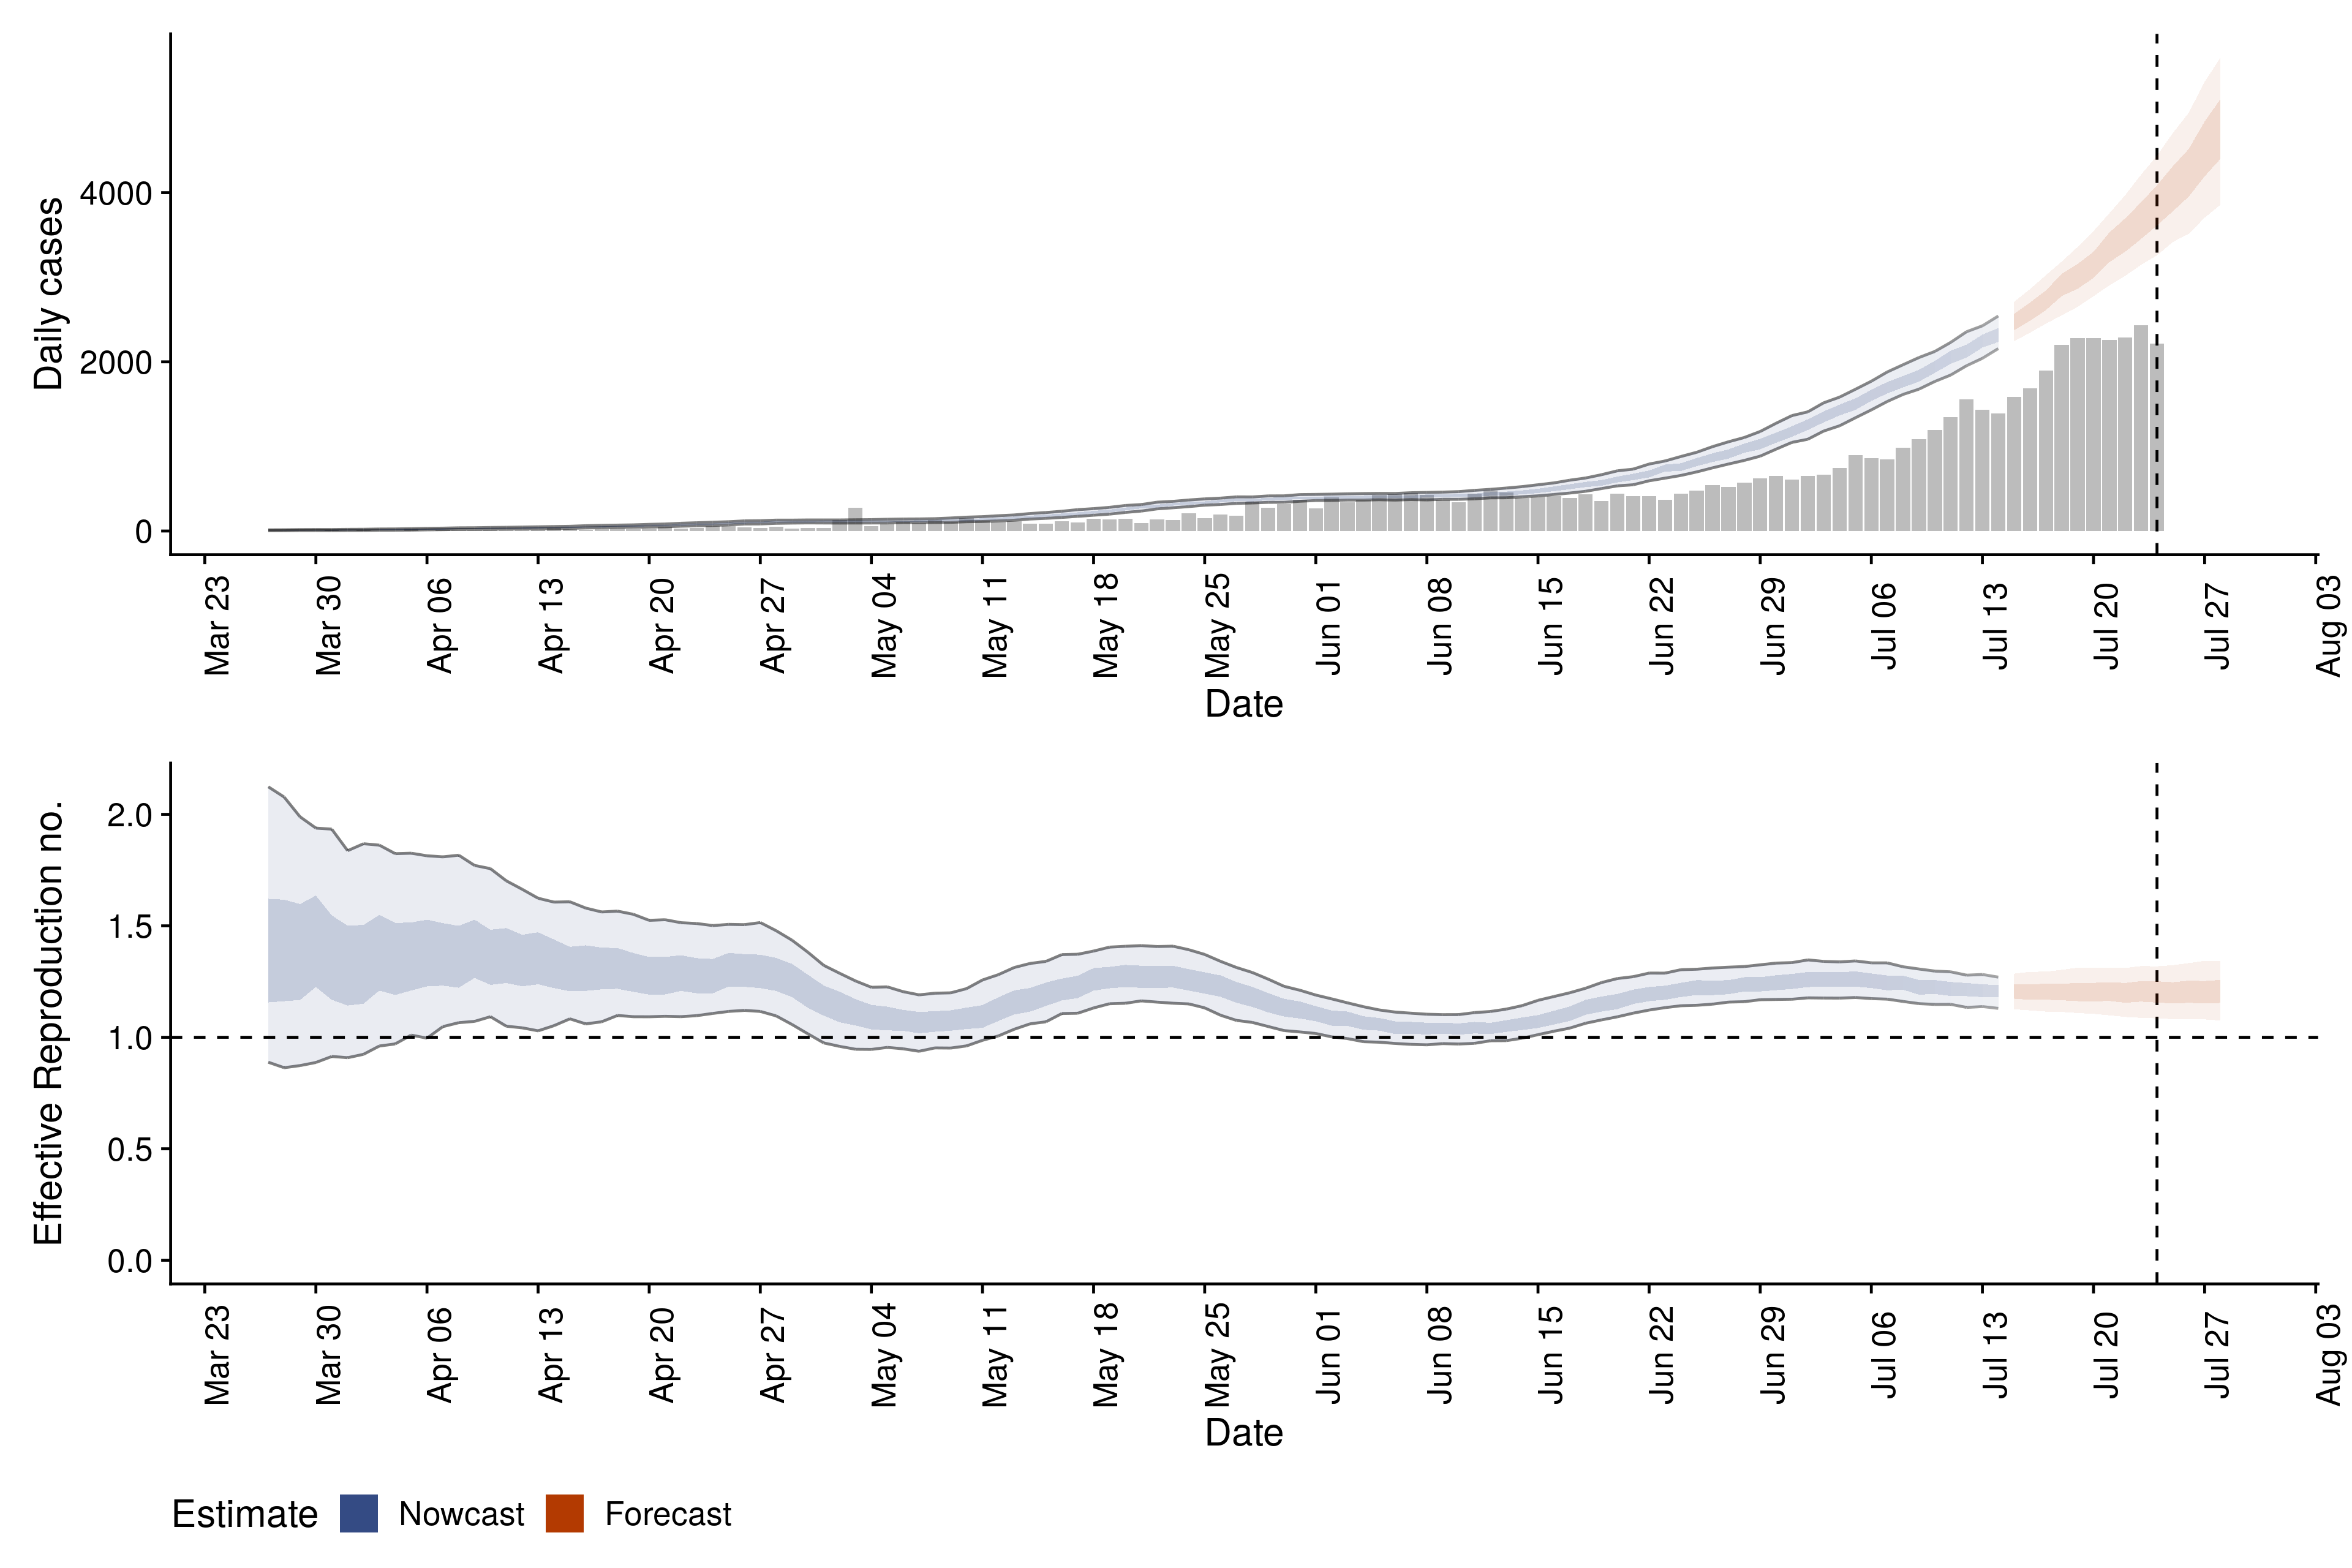 Daily cases
4000
2000
0
Mar 23 Mar 30 Apr 06 Apr 13 Apr 20 Apr 27 May 04 May 11 May 18 May 25 Jun 01 Jun 08 Jun 15 Jun 22 Jun 29 Jul 06 Jul 13 Jul 20 Jul 27 Aug 03
Date
Effective Reproduction no.
2.0
1.5
1.0
0.5
0.0
Mar 23 Mar 30 Apr 06 Apr 13 Apr 20 Apr 27 May 04 May 11 May 18 May 25 Jun 01 Jun 08 Jun 15 Jun 22 Jun 29 Jul 06 Jul 13 Jul 20 Jul 27 Aug 03
Date
Estimate Nowcast Forecast